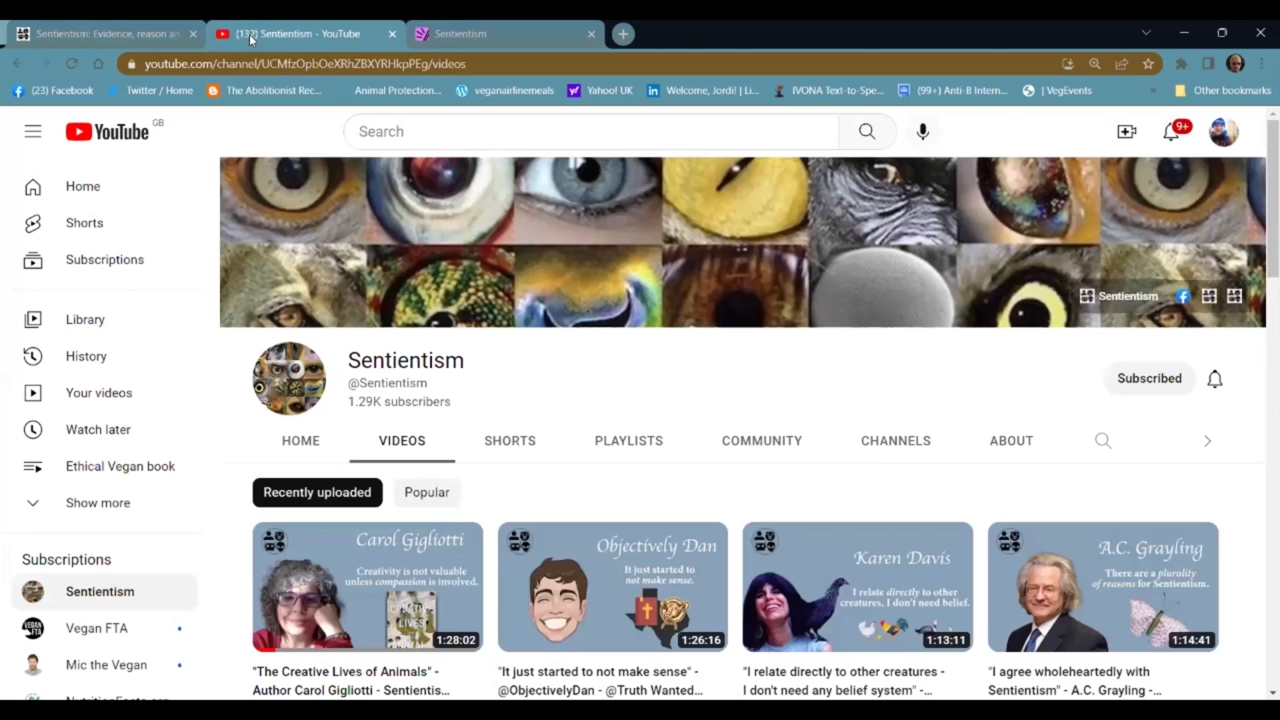 Sentientism: Evidence, reason an
(132) Sentientism - YouTube
Sentientism
youtube.com/channel/UCMfzOpbOeXRhZBXYRHkpPEg/videos
(23) Facebook
Twitter / Home
The Abolitionist Rec...
Animal Protection...
veganairlinemeals
Yahoo! UK
Welcome, Jordi! | Li...
IVONA Text-to-Spe...
(99+) Anti-B Intern...
| VegEvents
»
Other bookmarks
YouTube GB
Search
9+
Home
Shorts
Subscriptions
Library
History
Your videos
Watch later
Ethical Vegan book
Show more
Subscriptions
Sentientism
Vegan FTA
Mic the Vegan
Sentientism
Sentientism
@Sentientism
1.29K subscribers
Subscribed
HOME
VIDEOS
SHORTS
PLAYLISTS
COMMUNITY
CHANNELS
ABOUT
Recently uploaded
Popular
Carol Gigliotti
Creativity is not valuable
unless compassion is involved.
CREATIVE
LIVES
1:28:02
"The Creative Lives of Animals" -
Author Carol Gigliotti - Sentientis...
Objectively Dan
It just started to
not make sense.
1:26:16
"It just started to not make sense" -
@ObjectivelyDan - @Truth Wanted...
Karen Davis
I relate directly to other
creatures, I don't need belief.
1:13:11
"I relate directly to other creatures -
I don't need any belief system" -...
A.C. Grayling
There are a plurality
of reasons for Sentientism.
1:14:41
"I agree wholeheartedly with
Sentientism" - A.C. Grayling -...